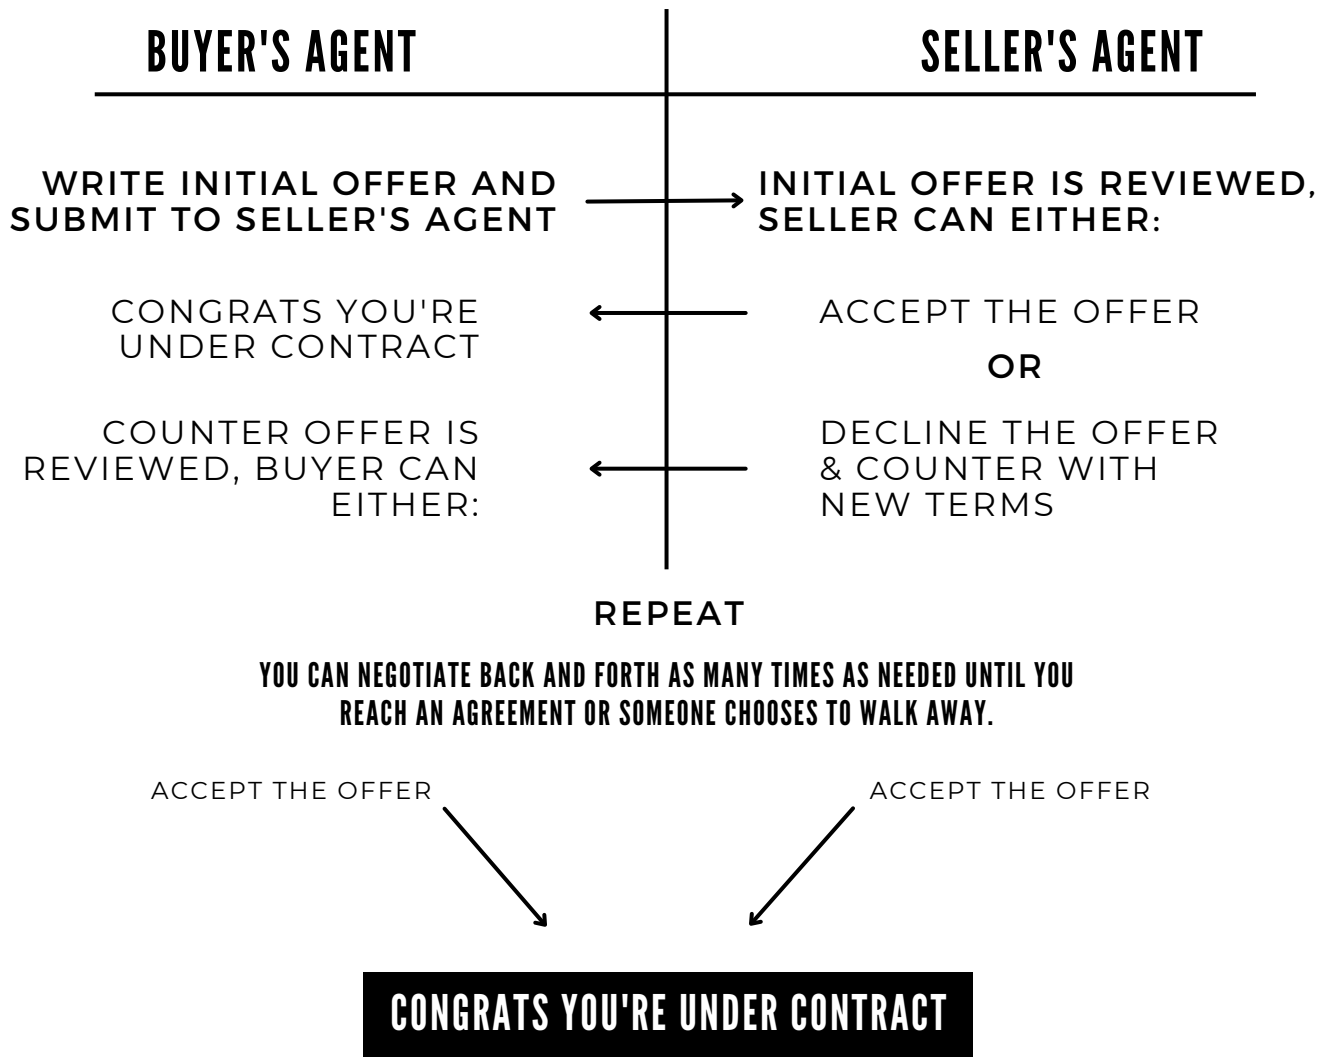 BUYER'S AGENT
SELLER'S AGENT
WRITE INITIAL OFFER AND
SUBMIT TO SELLER'S AGENT
INITIAL OFFER IS REVIEWED,
SELLER CAN EITHER:
CONGRATS YOU'RE
UNDER CONTRACT
ACCEPT THE OFFER
OR
COUNTER OFFER IS
REVIEWED, BUYER CAN
EITHER:
DECLINE THE OFFER
& COUNTER WITH
NEW TERMS
REPEAT
YOU CAN NEGOTIATE BACK AND FORTH AS MANY TIMES AS NEEDED UNTIL YOU
REACH AN AGREEMENT OR SOMEONE CHOOSES TO WALK AWAY.
ACCEPT THE OFFER
ACCEPT THE OFFER
CONGRATS YOU'RE UNDER CONTRACT